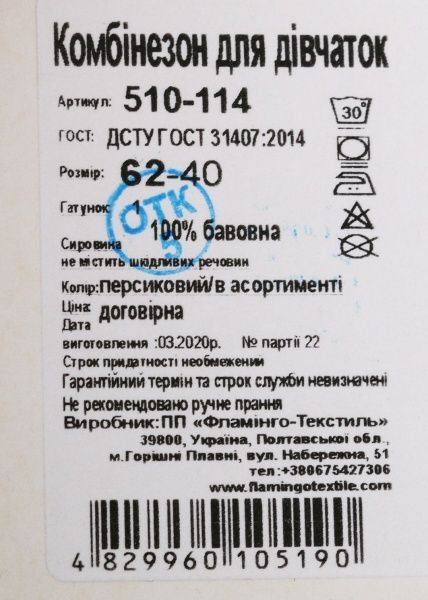 Комбінезон для дівчаток
Артикул: 510-114
30°
ГОСТ: ДСТУ ГОСТ 31407:2014
Розмір: 62-40
Гатунок: 1
ОТК
5
Сировина 100% бавовна
не містить шкідливих речовин
Колір: персиковий/в асортименті
Ціна: договірна
Дата
виготовлення :03.2020р. № партії 22
Строк придатності необмежений
Гарантійний термін та строк служби невизначені
Не рекомендовано ручне прання
Виробник: ПП «Фламінго-Текстиль»
39800, Україна, Полтавської обл.,
м.Горішні Плавні, вул. Набережна, 51
тел:+380675427306
www.flamingotextile.com
4 829960 105190